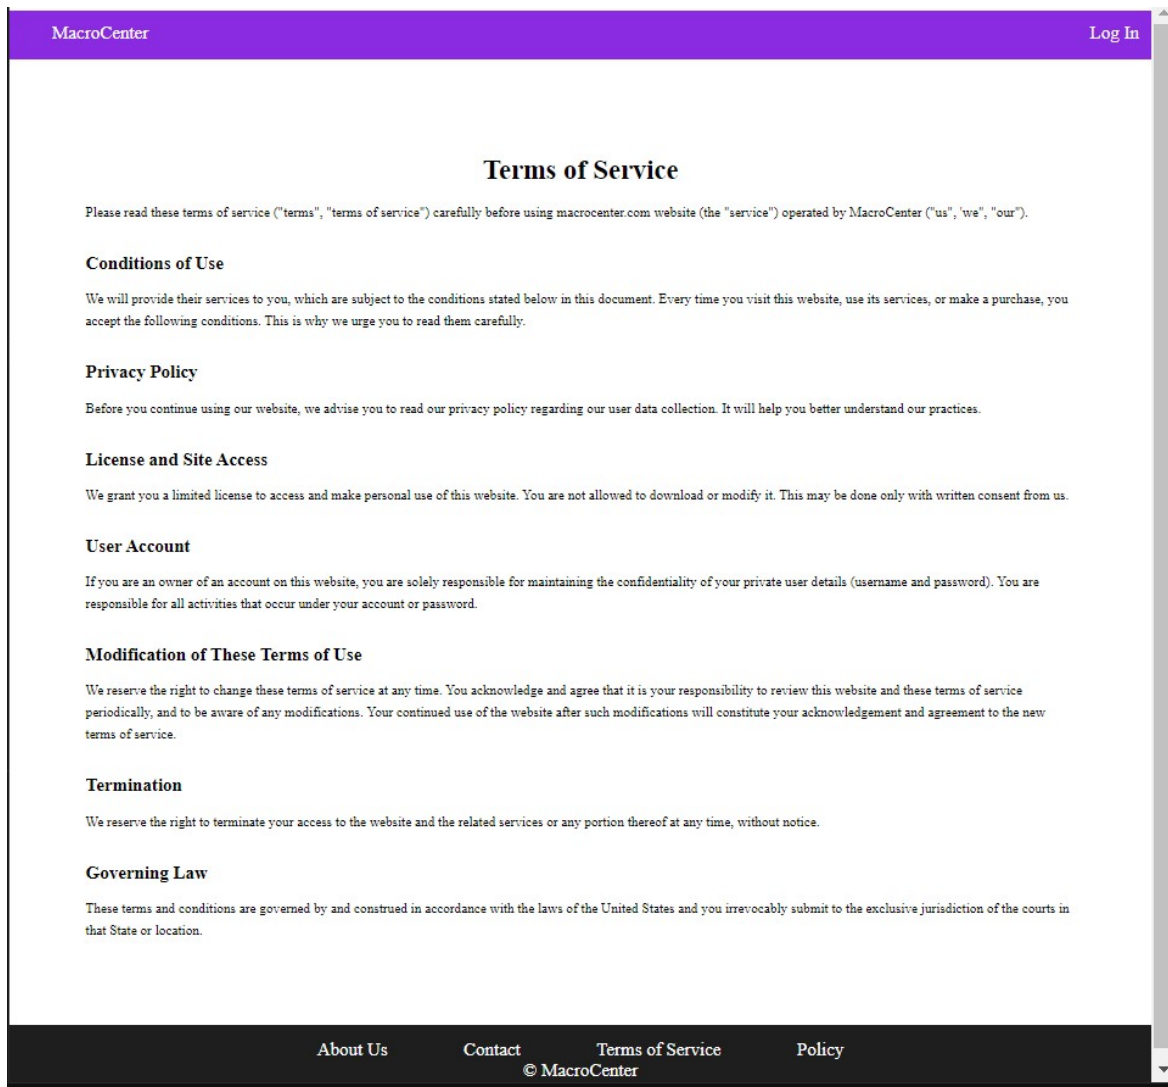 MacroCenter
Log In
Terms of Service
Please read these terms of service ("terms", "terms of service") carefully before using macrocenter.com website (the "service") operated by MacroCenter ("us", 'we", "our").
Conditions of Use
We will provide their services to you, which are subject to the conditions stated below in this document. Every time you visit this website, use its services, or make a purchase, you
accept the following conditions. This is why we urge you to read them carefully.
Privacy Policy
Before you continue using our website, we advise you to read our privacy policy regarding our user data collection. It will help you better understand our practices.
License and Site Access
We grant you a limited license to access and make personal use of this website. You are not allowed to download or modify it. This may be done only with written consent from us.
User Account
If you are an owner of an account on this website, you are solely responsible for maintaining the confidentiality of your private user details (username and password). You are
responsible for all activities that occur under your account or password.
Modification of These Terms of Use
We reserve the right to change these terms of service at any time. You acknowledge and agree that it is your responsibility to review this website and these terms of service
periodically, and to be aware of any modifications. Your continued use of the website after such modifications will constitute your acknowledgement and agreement to the new
terms of service.
Termination
We reserve the right to terminate your access to the website and the related services or any portion thereof at any time, without notice.
Governing Law
These terms and conditions are governed by and construed in accordance with the laws of the United States and you irrevocably submit to the exclusive jurisdiction of the courts in
that State or location.
About Us Contact Terms of Service Policy
© MacroCenter